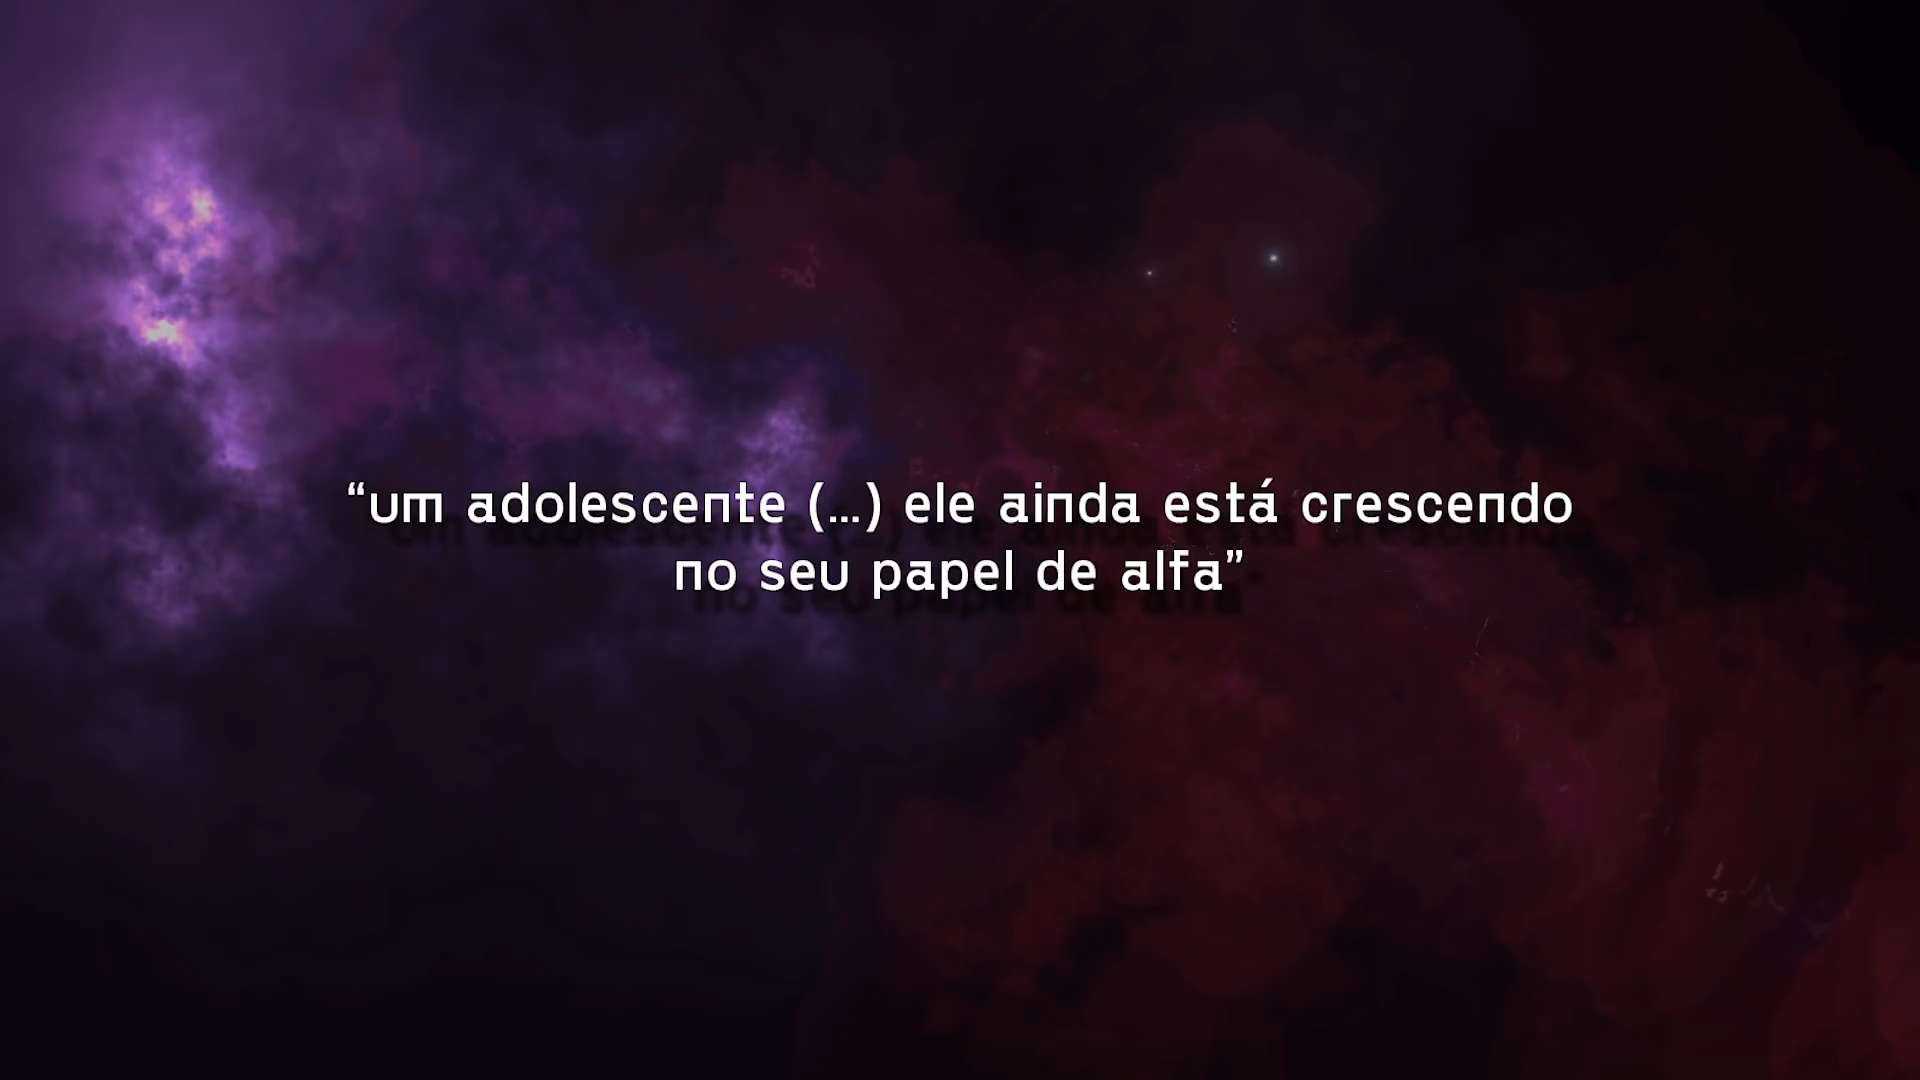 “um adolescente (...) ele ainda está crescendo
no seu papel de alfa”